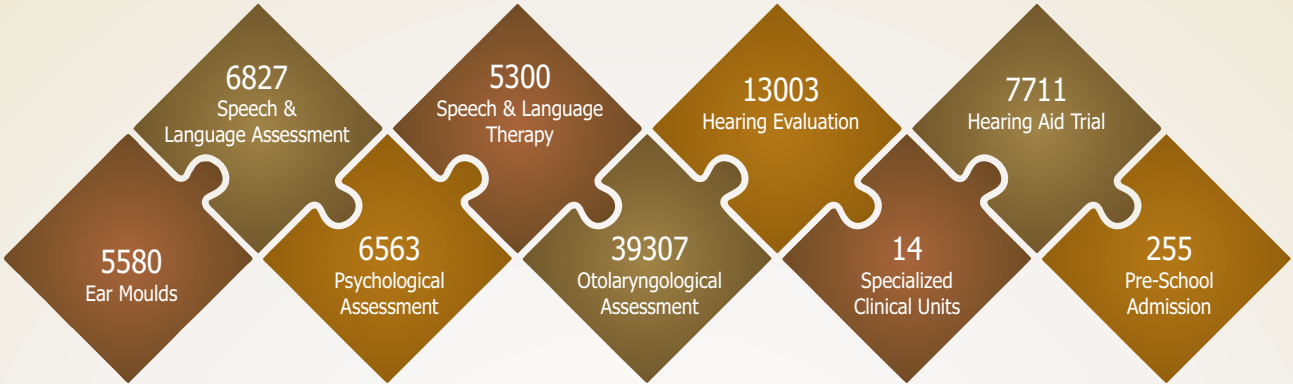 6827
Speech &
Language Assessment
5300
Speech & Language
Therapy
13003
Hearing Evaluation
7711
Hearing Aid Trial
5580
Ear Moulds
6563
Psychological
Assessment
39307
Otolaryngological
Assessment
14
Specialized
Clinical Units
255
Pre-School
Admission